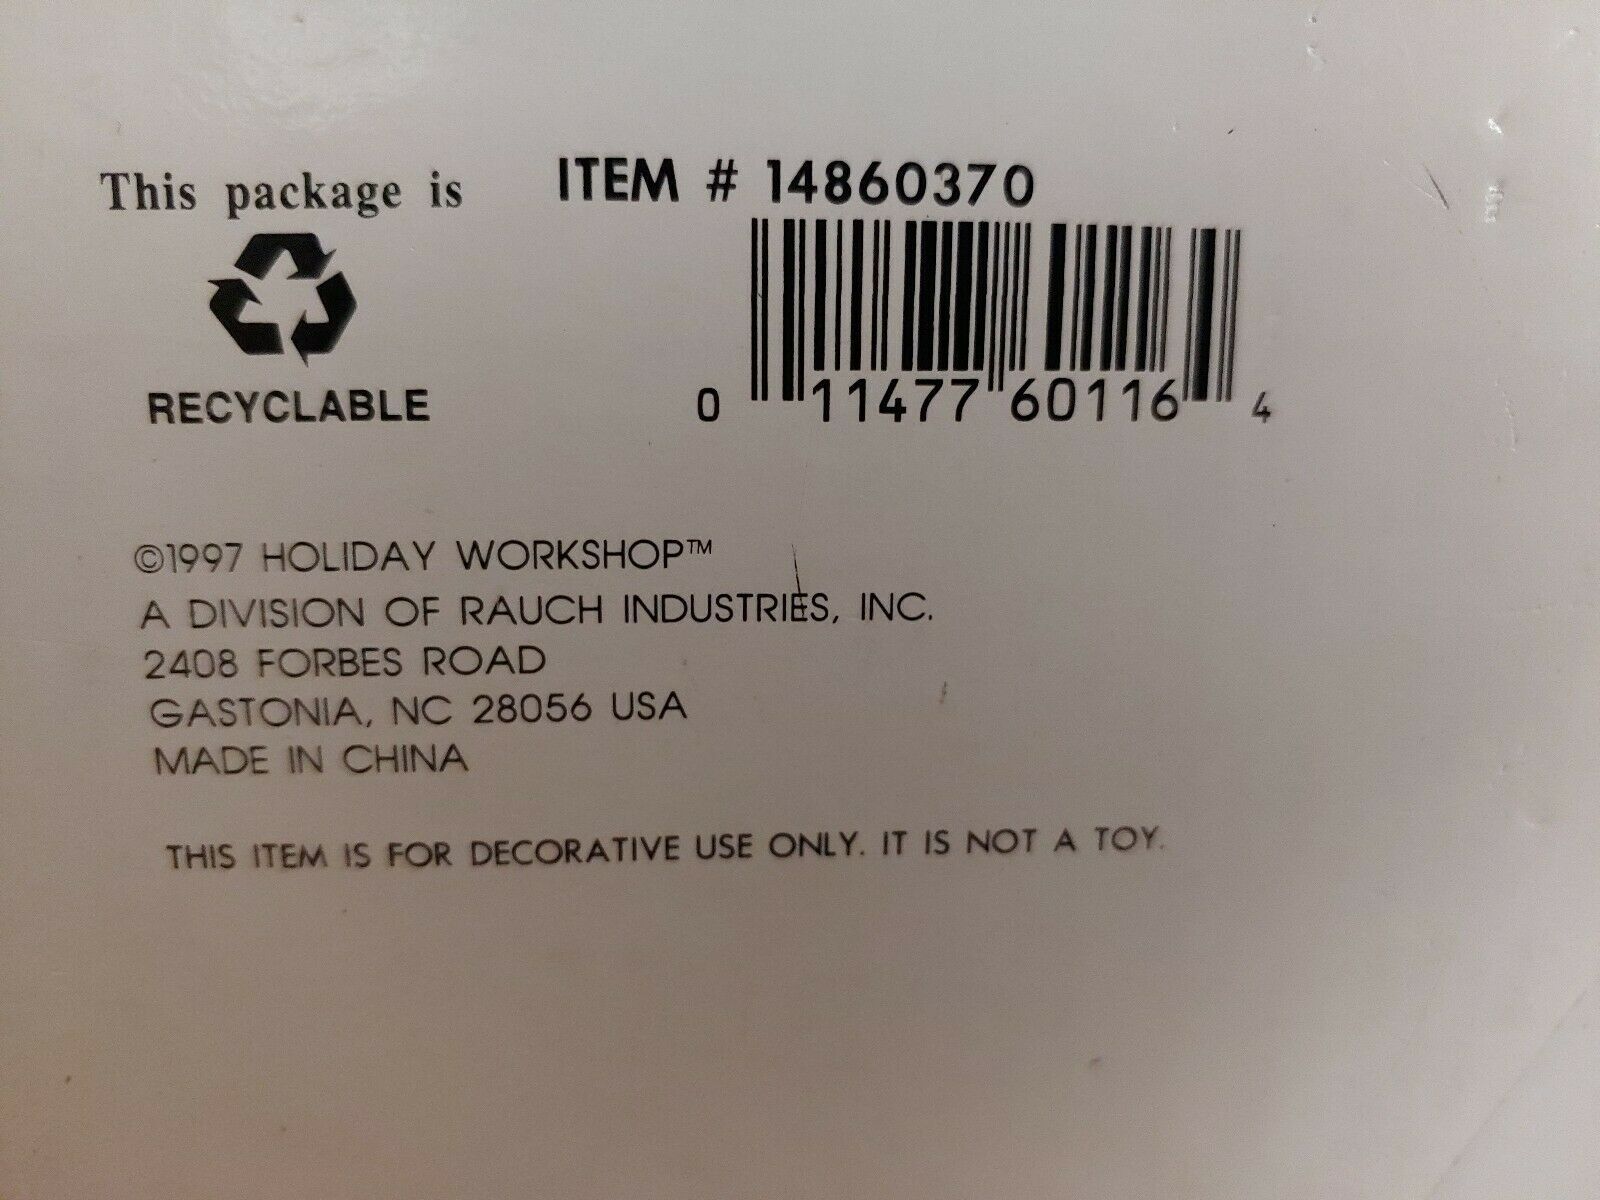 This package is
RECYCLABLE
ITEM # 14860370
0 11477 60116 4
©1997 HOLIDAY WORKSHOP™
A DIVISION OF RAUCH INDUSTRIES, INC.
2408 FORBES ROAD
GASTONIA, NC 28056 USA
MADE IN CHINA
THIS ITEM IS FOR DECORATIVE USE ONLY. IT IS NOT A TOY.